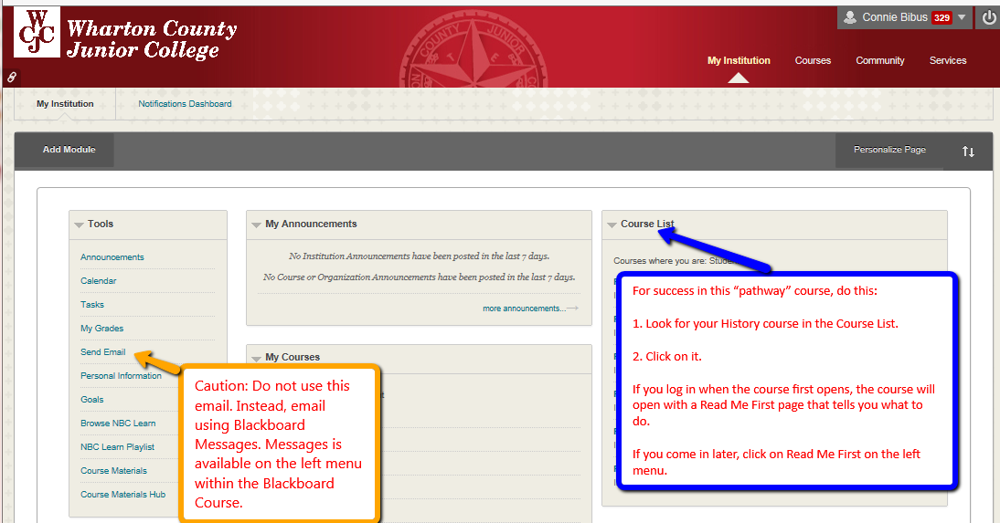 WCJC
Wharton County
Junior College
COUNTY JUNIOR
Connie Bibus 329
My Institution Courses Community Services
My Institution Notifications Dashboard
Add Module Personalize Page
Tools
Announcements
Calendar
Tasks
My Grades
Send Email
Personal Information
Goals
Browse NBC Learn
NBC Learn Playlist
Course Materials
Course Materials Hub
My Announcements
No Institution Announcements have been posted in the last 7 days.
No Course or Organization Announcements have been posted in the last 7 days.
more announcements...
My Courses
Caution: Do not use this
email. Instead, email
using Blackboard
Messages. Messages is
available on the left menu
within the Blackboard
Course.
Course List
Courses where you are:
For success in this “pathway” course, do this:
1. Look for your History course in the Course List.
2. Click on it.
If you log in when the course first opens, the course will
open with a Read Me First page that tells you what to
do.
If you come in later, click on Read Me First on the left
menu.